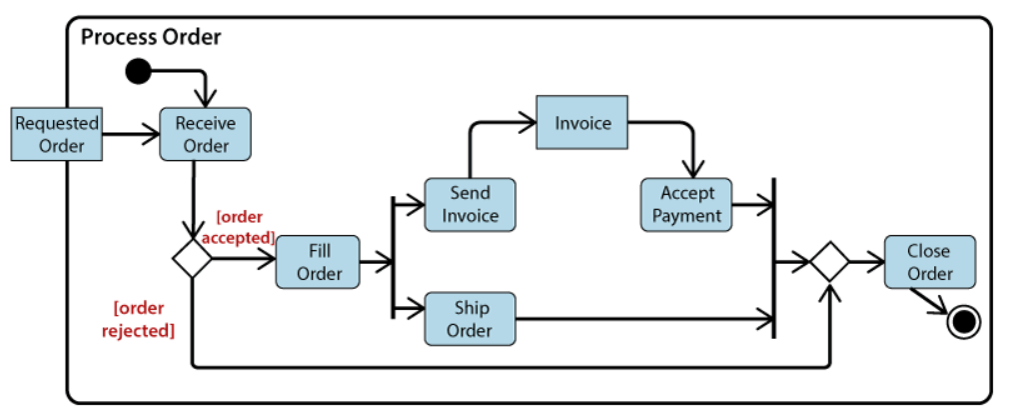 Process Order
Requested
Order
Receive
Order
Invoice
Send
Invoice
Accept
Payment
[order
accepted]
Fill
Order
Close
Order
[order
rejected]
Ship
Order